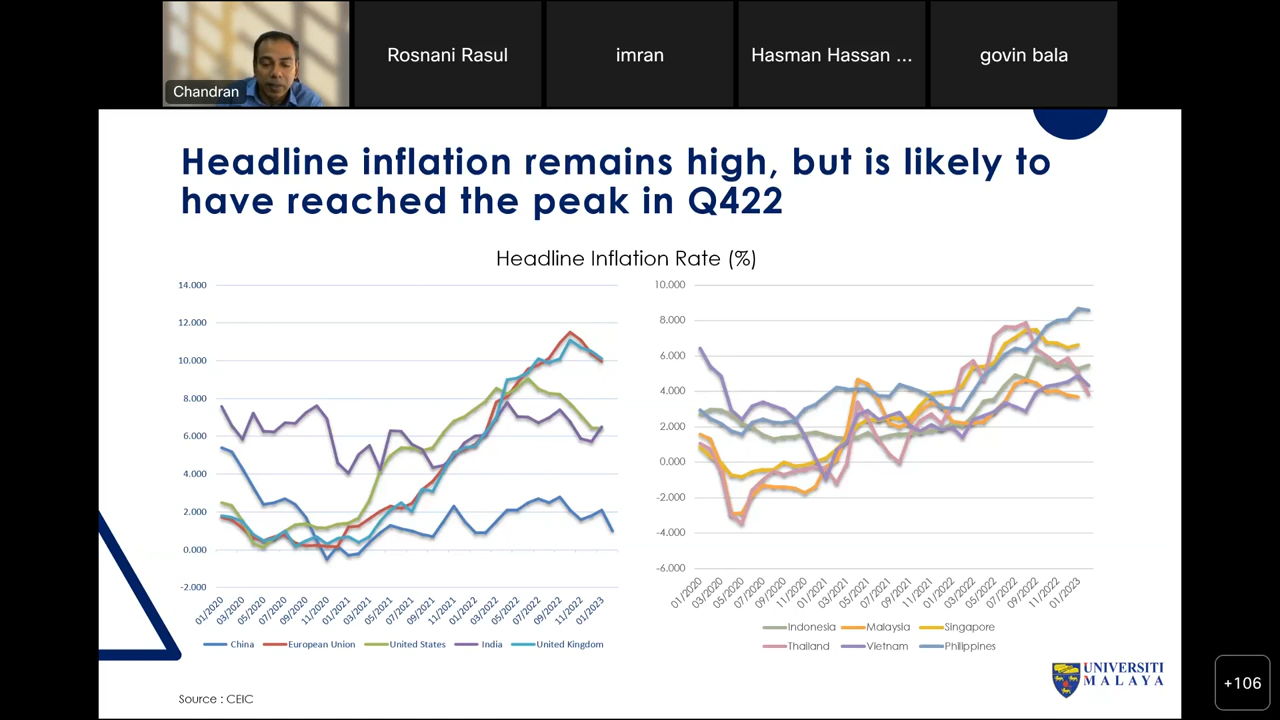 Chandran
Rosnani Rasul
imran
Hasman Hassan ...
govin bala
Headline inflation remains high, but is likely to
have reached the peak in Q422
Headline Inflation Rate (%)
14.000
12.000
10.000
8.000
6.000
4.000
2.000
0.000
-2.000
01/2020
03/2020
05/2020
07/2020
09/2020
11/2020
01/2021
03/2021
05/2021
07/2021
09/2021
11/2021
01/2022
03/2022
05/2022
07/2022
09/2022
11/2022
01/2023
China
European Union
United States
India
United Kingdom
10.000
8.000
6.000
4.000
2.000
0.000
-2.000
-4.000
-6.000
01/2020
03/2020
05/2020
07/2020
09/2020
11/2020
01/2021
03/2021
05/2021
07/2021
09/2021
11/2021
01/2022
03/2022
05/2022
07/2022
09/2022
11/2022
01/2023
Indonesia
Malaysia
Singapore
Thailand
Vietnam
Philippines
UNIVERSITI
MALAYA
Source : CEIC
+106